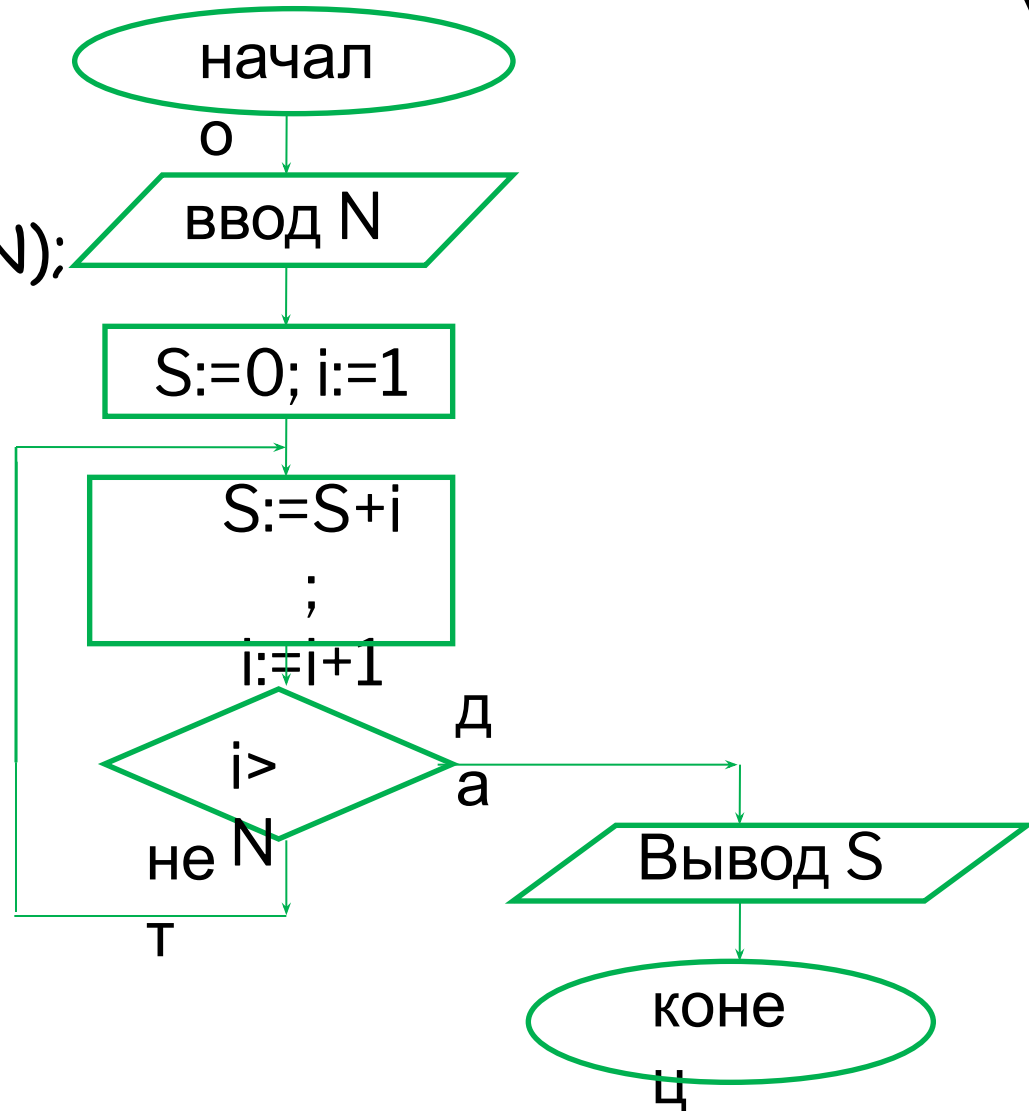 начал
о
ввод N
N);
S:=0; i:=1
S:=S+i
;
i:=i+1
i>
N
д
а
не
т
Вывод S
коне
ц